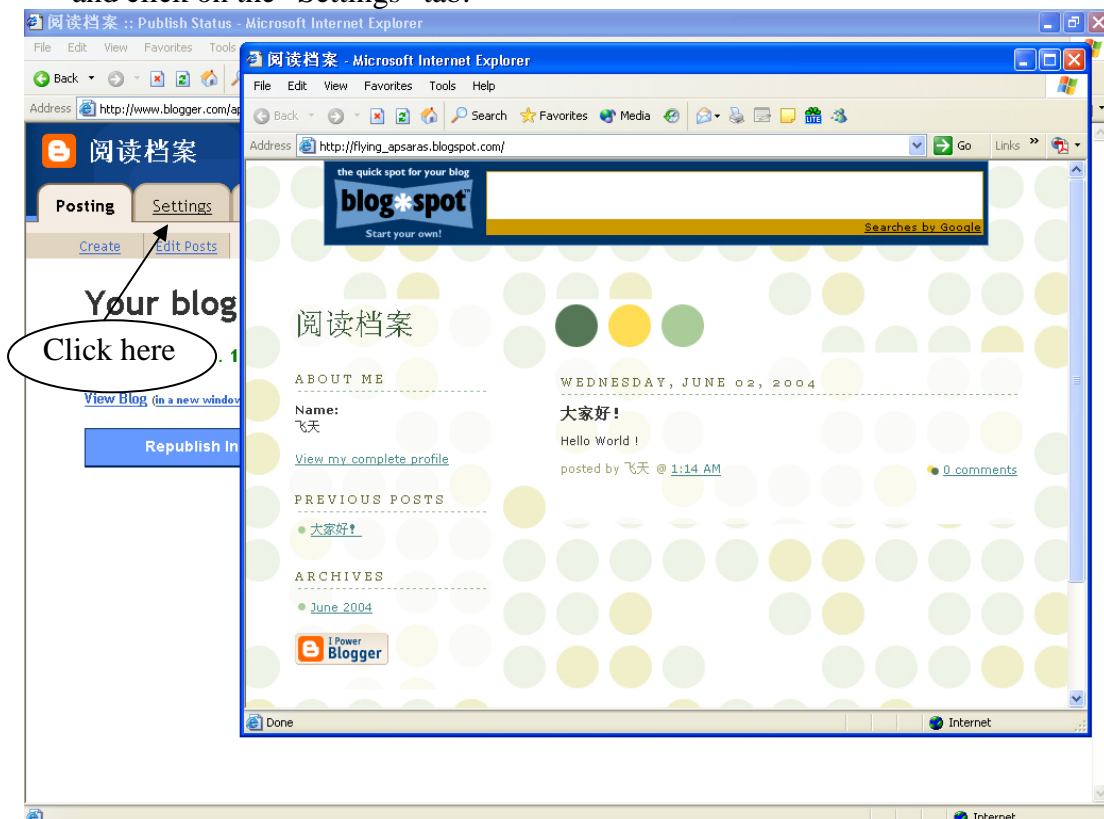 and click on the "Settings" tab.
阅读档案 :: Publish Status - Microsoft Internet Explorer
File Edit View Favorites Tools
Back
Address http://www.blogger.com/ap
阅读档案
Posting Settings
Create Edit Posts
Your blog
Click here
. 1
View Blog (in a new window
Republish In
阅读档案 - Microsoft Internet Explorer
File Edit View Favorites Tools Help
Back Search Favorites Media
Address http://flying_apsaras.blogspot.com/ Go Links »
the quick spot for your blog
blog*spot™
Start your own!
Searches by Google
阅读档案
ABOUT ME
Name:
飞天
View my complete profile
PREVIOUS POSTS
大家好!
ARCHIVES
June 2004
I Power
Blogger
WEDNESDAY, JUNE 02, 2004
大家好!
Hello World !
posted by 飞天 @ 1:14 AM
0 comments
Done Internet
Internet